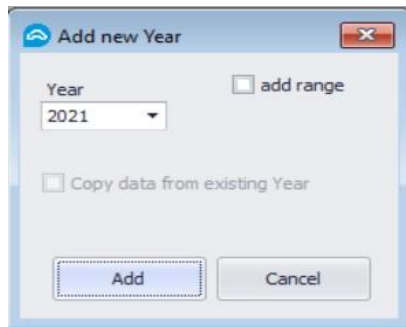 Add new Year
Year
add range
2021
Copy data from existing Year
Add
Cancel